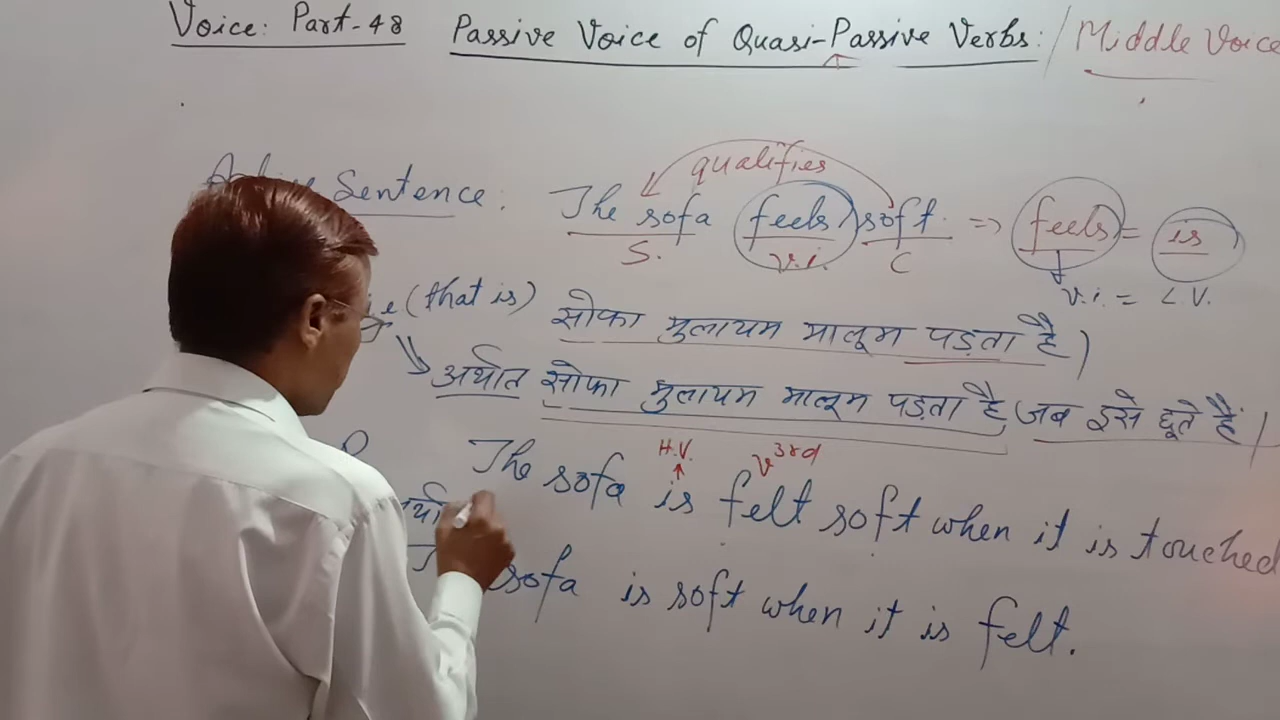 Voice: Part-48 Passive Voice of Quasi-Passive Verbs: / Middle Voice
qualifies
Sentence: The sofa feels soft. => feels = is
S. v.i. C v.i. = L.V.
i.e (that is) सोफा मुलायम मालूम पड़ता है)
अर्थात सोफा मुलायम मालूम पड़ता है (जब इसे छूते हैं)
H.V. v3rd
The sofa is felt soft when it is touched
sofa is soft when it is felt.